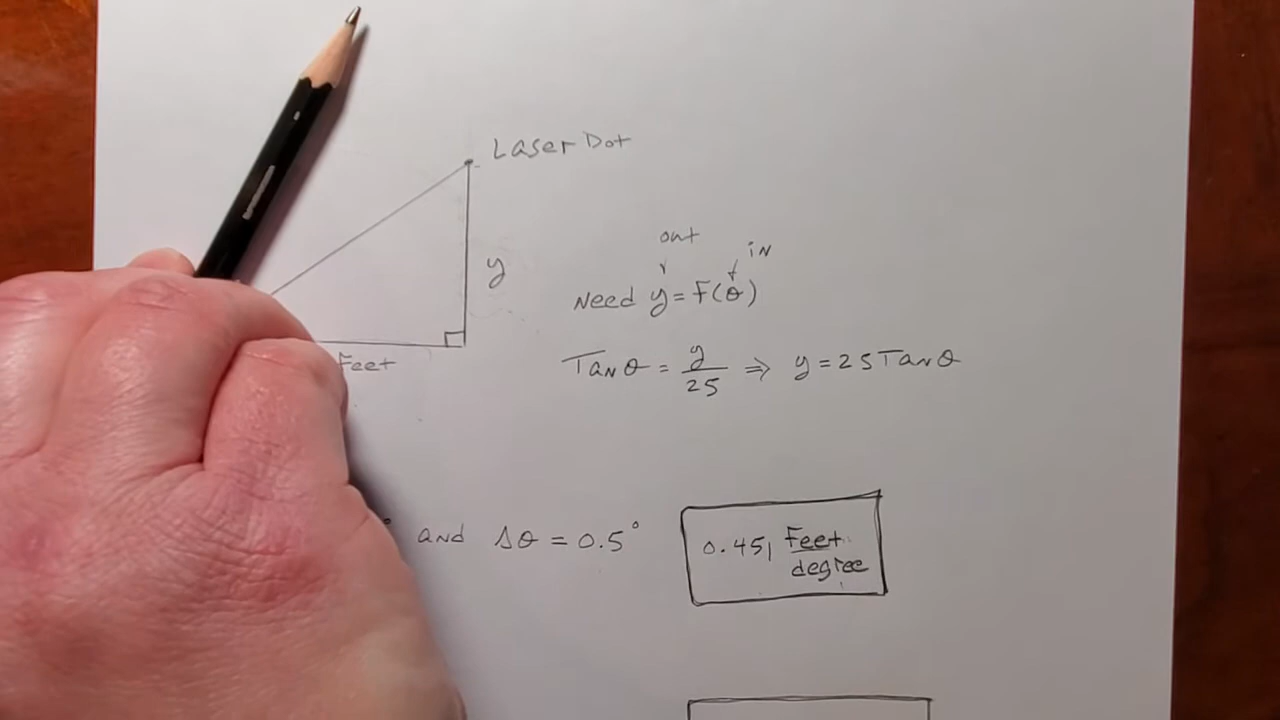 Laser Dot
out
in
y
Need y = F(θ)
Feet
Tan θ = y/25 ⇒ y = 25 Tan θ
° and Δθ = 0.5°
0.451 Feet/degree